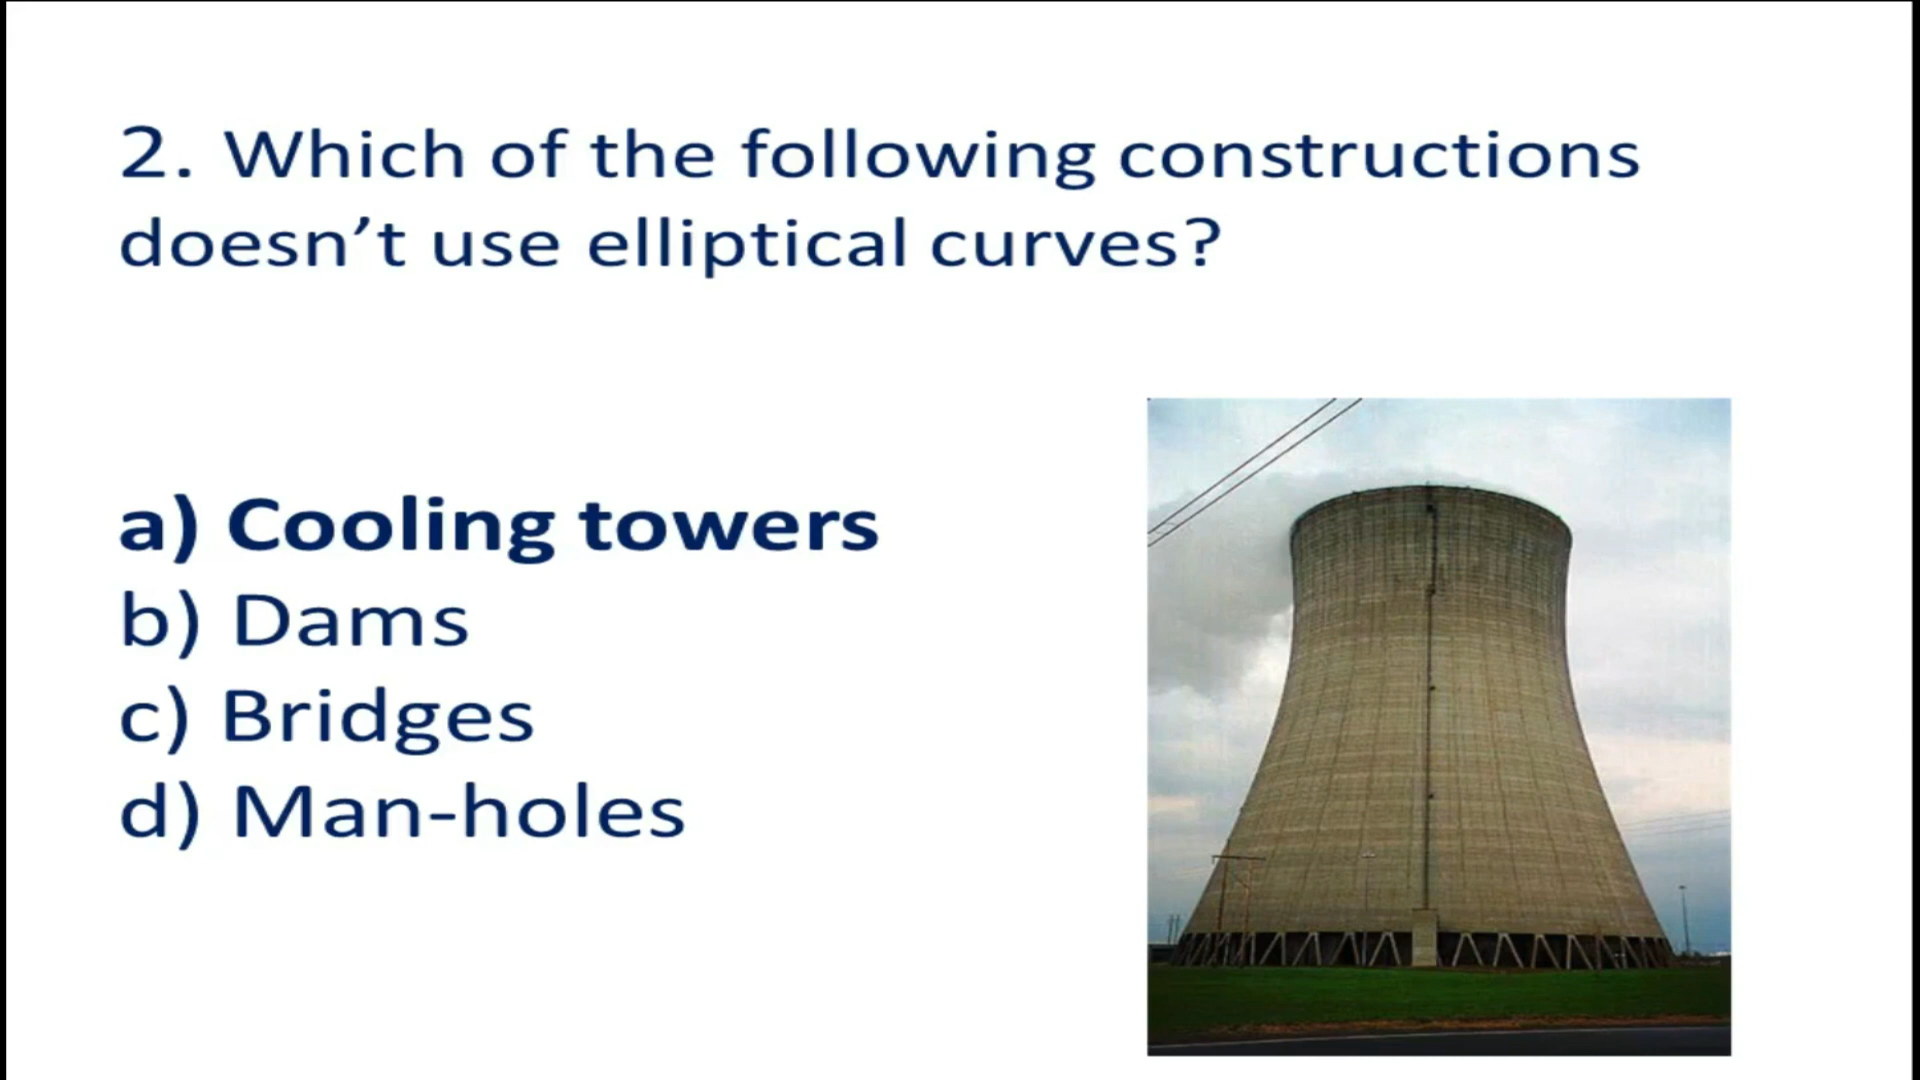 2. Which of the following constructions
doesn’t use elliptical curves?
a) Cooling towers
b) Dams
c) Bridges
d) Man-holes